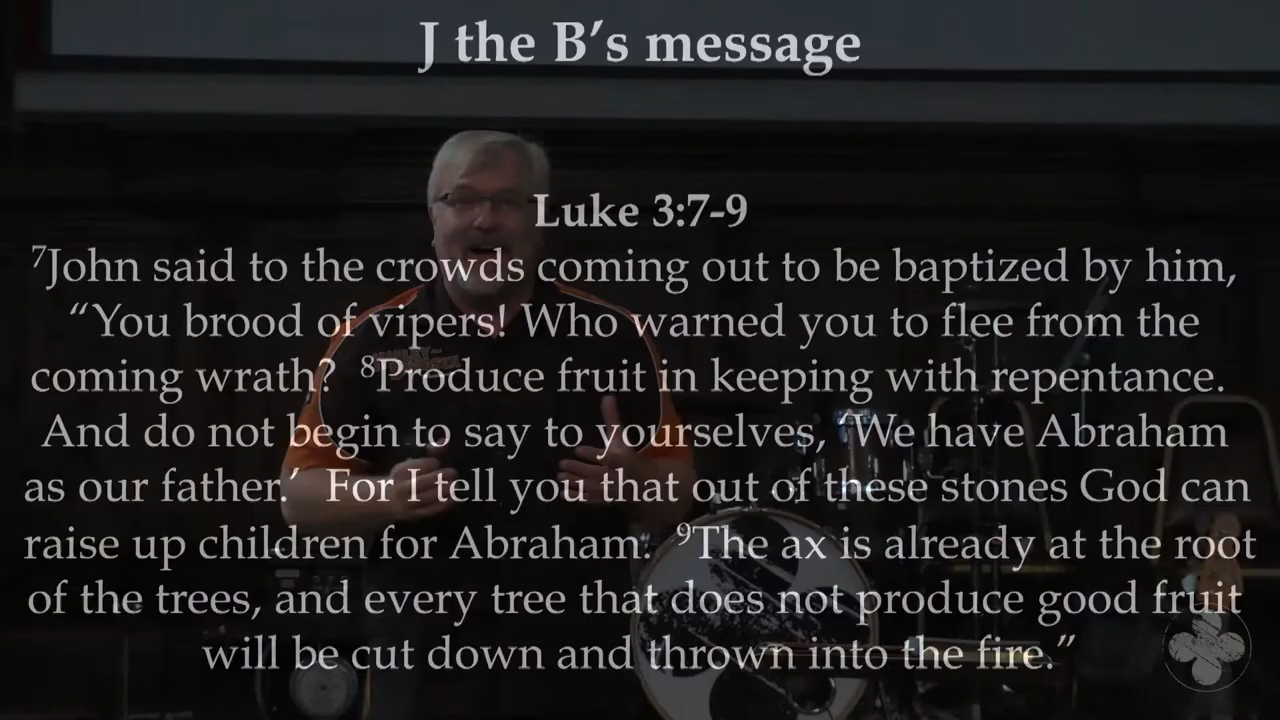 J the B’s message
Luke 3:7-9
⁷John said to the crowds coming out to be baptized by him,
“You brood of vipers! Who warned you to flee from the
coming wrath? ⁸Produce fruit in keeping with repentance.
And do not begin to say to yourselves, ‘We have Abraham
as our father.’ For I tell you that out of these stones God can
raise up children for Abraham. ⁹The ax is already at the root
of the trees, and every tree that does not produce good fruit
will be cut down and thrown into the fire.”